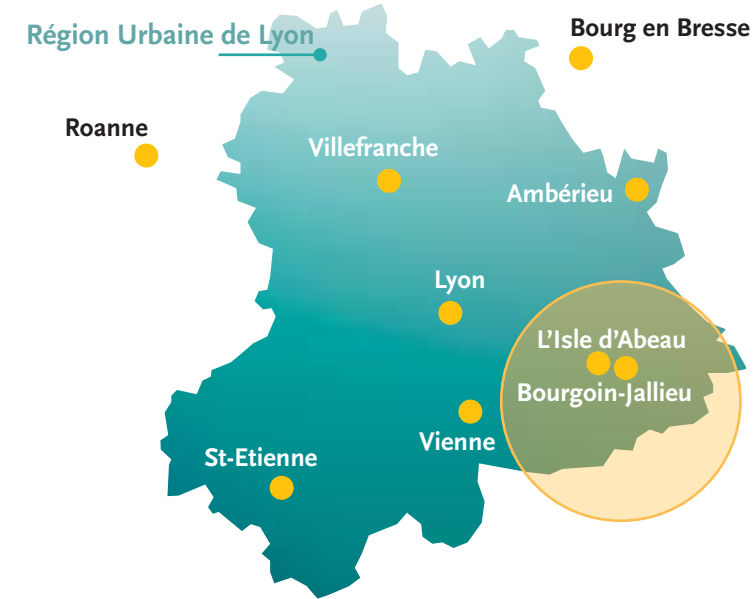 Région Urbaine de Lyon
Bourg en Bresse
Roanne
Villefranche
Ambérieu
Lyon
L'Isle d'Abeau
Bourgoin-Jallieu
Vienne
St-Etienne